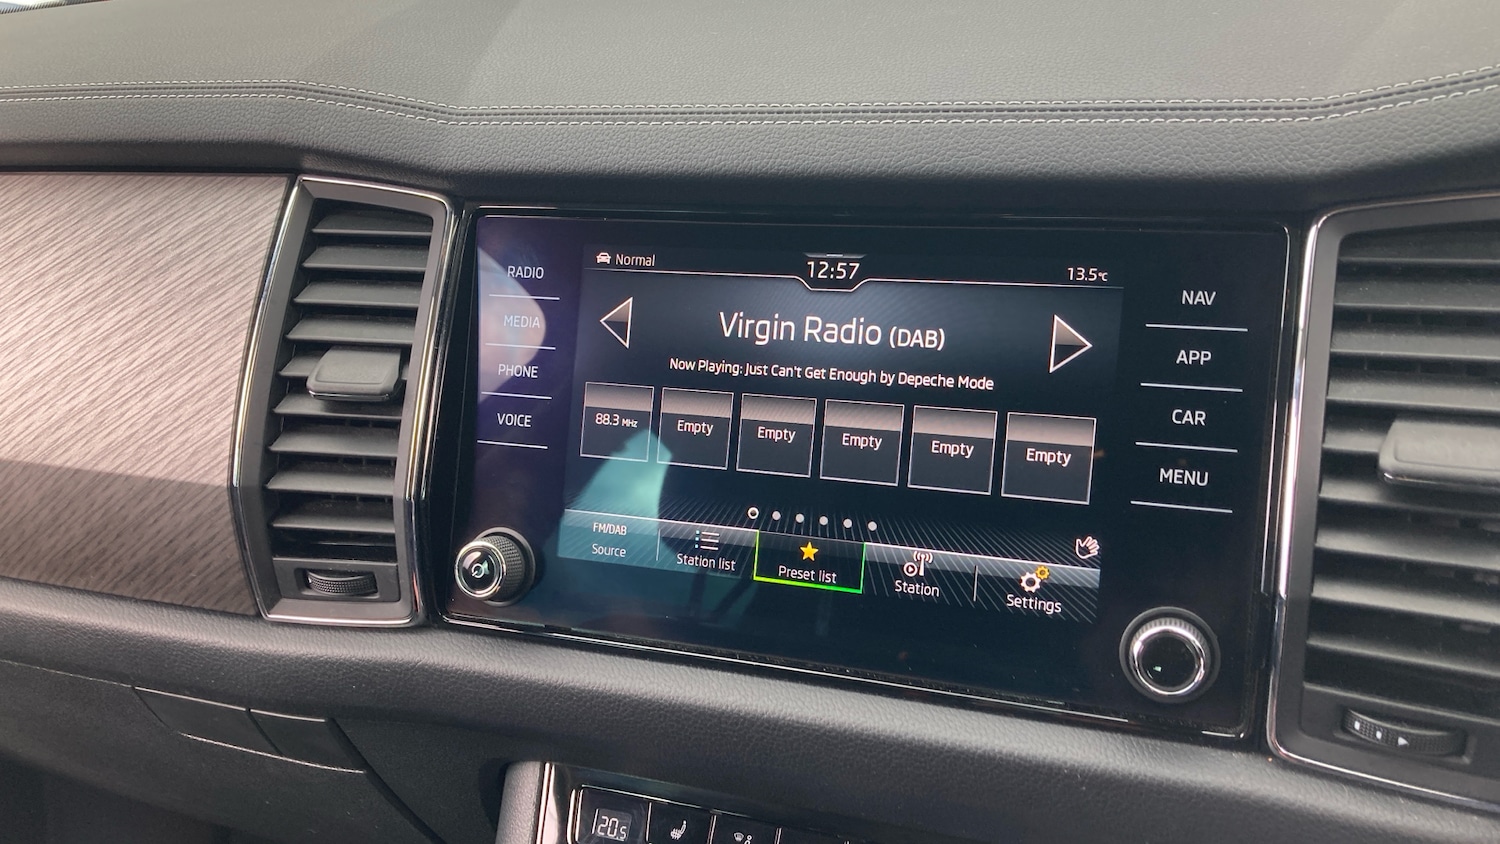 Normal
12:57
13.5°C
RADIO
MEDIA
PHONE
VOICE
Virgin Radio (DAB)
Now Playing: Just Can't Get Enough by Depeche Mode
88.3 MHz
Empty
Empty
Empty
Empty
Empty
FM/DAB
Source
Station list
Preset list
Station
Settings
NAV
APP
CAR
MENU
20.5